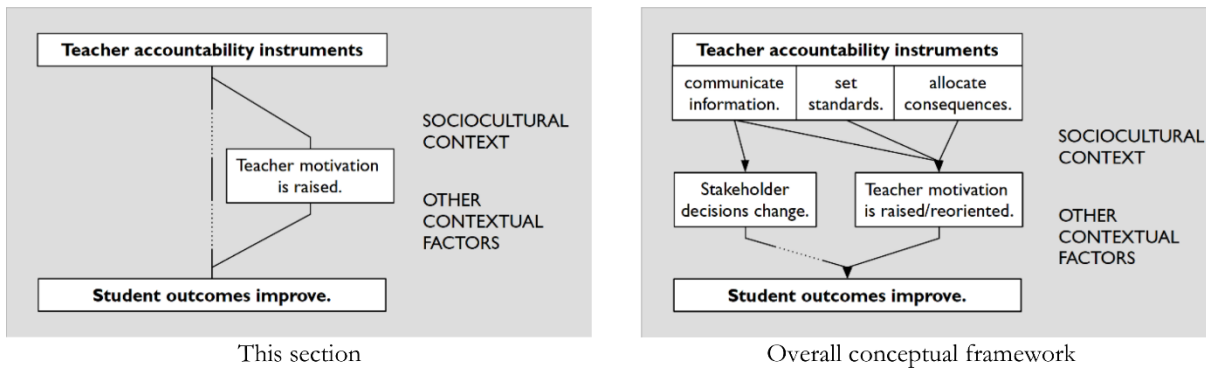 Teacher accountability instruments
SOCIOCULTURAL
CONTEXT
Teacher motivation
is raised.
OTHER
CONTEXTUAL
FACTORS
Student outcomes improve.
This section
Teacher accountability instruments
communicate
information.
set
standards.
allocate
consequences.
SOCIOCULTURAL
CONTEXT
Stakeholder
decisions change.
Teacher motivation
is raised/reoriented.
OTHER
CONTEXTUAL
FACTORS
Student outcomes improve.
Overall conceptual framework